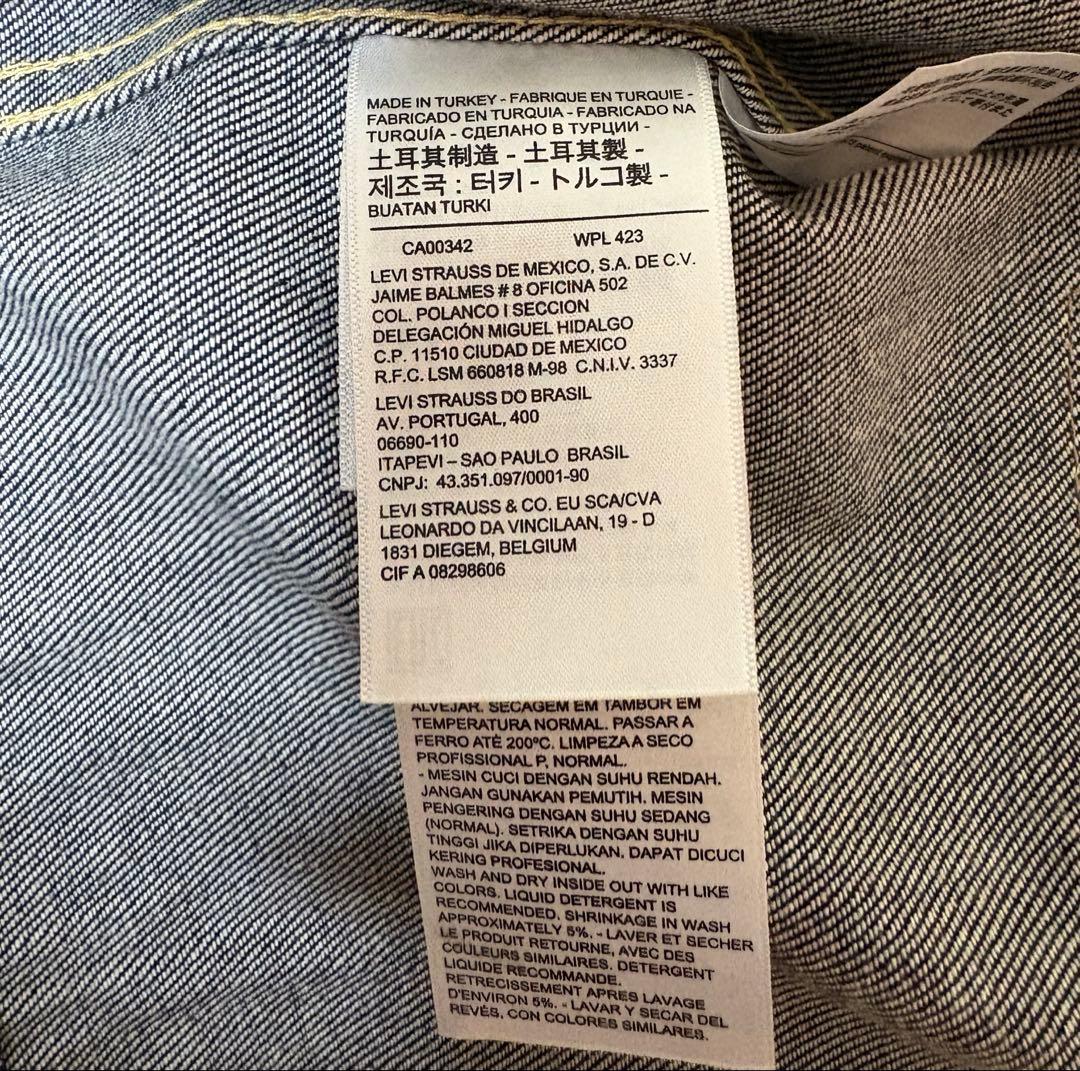 MADE IN TURKEY - FABRIQUE EN TURQUIE -
FABRICADO EN TURQUIA - FABRICADO NA
TURQUÍA - СДЕЛАНО В ТУРЦИИ -
土耳其制造 - 土耳其製 -
제조국 : 터키 - トルコ製 -
BUATAN TURKI
CA00342 WPL 423
LEVI STRAUSS DE MEXICO, S.A. DE C.V.
JAIME BALMES # 8 OFICINA 502
COL. POLANCO I SECCION
DELEGACIÓN MIGUEL HIDALGO
C.P. 11510 CIUDAD DE MEXICO
R.F.C. LSM 660818 M-98 C.N.I.V. 3337
LEVI STRAUSS DO BRASIL
AV. PORTUGAL, 400
06690-110
ITAPEVI – SAO PAULO BRASIL
CNPJ: 43.351.097/0001-90
LEVI STRAUSS & CO. EU SCA/CVA
LEONARDO DA VINCILAAN, 19 - D
1831 DIEGEM, BELGIUM
CIF A 08298606
ALVEJAR. SECAGEM EM TAMBOR EM
TEMPERATURA NORMAL. PASSAR A
FERRO ATÉ 200ºC. LIMPEZA A SECO
PROFISSIONAL P, NORMAL.
- MESIN CUCI DENGAN SUHU RENDAH.
JANGAN GUNAKAN PEMUTIH. MESIN
PENGERING DENGAN SUHU SEDANG
(NORMAL). SETRIKA DENGAN SUHU
TINGGI JIKA DIPERLUKAN. DAPAT DICUCI
KERING PROFESIONAL.
WASH AND DRY INSIDE OUT WITH LIKE
COLORS. LIQUID DETERGENT IS
RECOMMENDED. SHRINKAGE IN WASH
APPROXIMATELY 5%. - LAVER ET SECHER
LE PRODUIT RETOURNE, AVEC DES
COULEURS SIMILAIRES. DETERGENT
LIQUIDE RECOMMANDE.
RETRECISSEMENT APRES LAVAGE
D'ENVIRON 5%. - LAVAR Y SECAR DEL
REVÉS, CON COLORES SIMILARES.